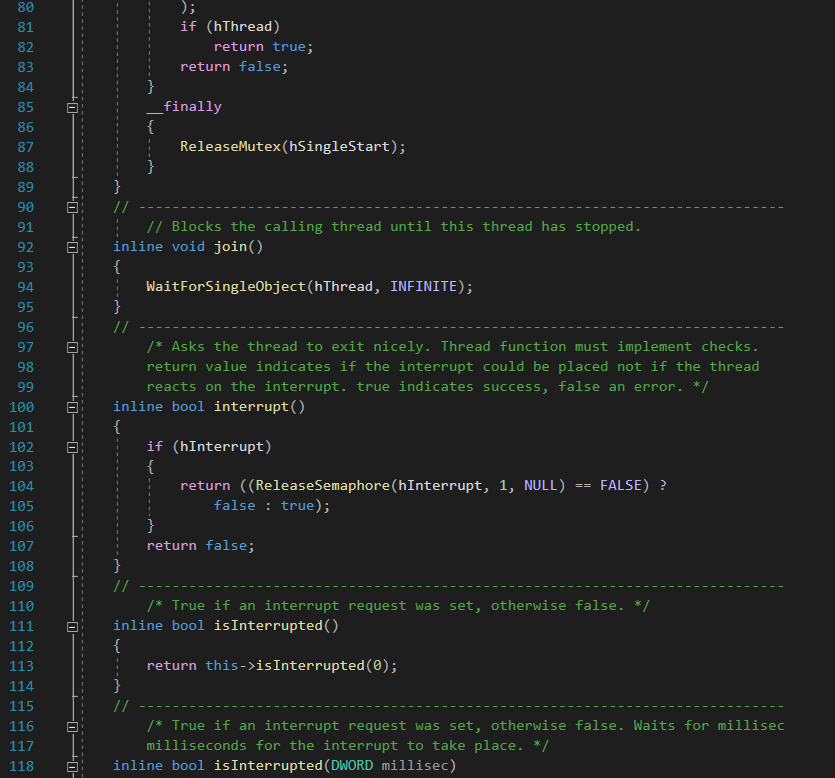 80 );
81 if (hThread)
82 return true;
83 return false;
84 }
85 __finally
86 {
87 ReleaseMutex(hSingleStart);
88 }
89 }
90 // ------------------------------------------------------------------------------
91 // Blocks the calling thread until this thread has stopped.
92 inline void join()
93 {
94 WaitForSingleObject(hThread, INFINITE);
95 }
96 // ------------------------------------------------------------------------------
97 /* Asks the thread to exit nicely. Thread function must implement checks.
98 return value indicates if the interrupt could be placed not if the thread
99 reacts on the interrupt. true indicates success, false an error. */
100 inline bool interrupt()
101 {
102 if (hInterrupt)
103 {
104 return ((ReleaseSemaphore(hInterrupt, 1, NULL) == FALSE) ?
105 false : true);
106 }
107 return false;
108 }
109 // ------------------------------------------------------------------------------
110 /* True if an interrupt request was set, otherwise false. */
111 inline bool isInterrupted()
112 {
113 return this->isInterrupted(0);
114 }
115 // ------------------------------------------------------------------------------
116 /* True if an interrupt request was set, otherwise false. Waits for millisec
117 milliseconds for the interrupt to take place. */
118 inline bool isInterrupted(DWORD millisec)